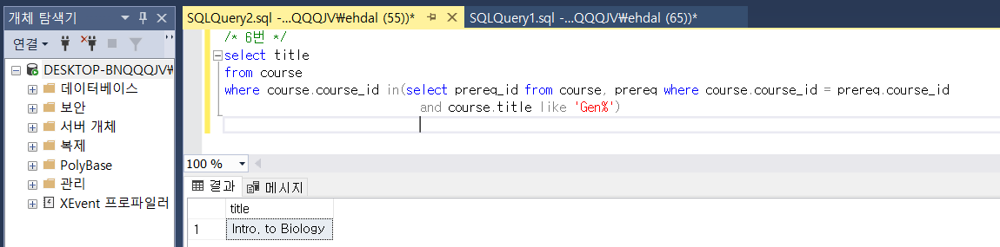 개체 탐색기
SQLQuery2.sql -...QQQJV₩ehdal (55))*
SQLQuery1.sql -...QQQJV₩ehdal (65))*
연결
DESKTOP-BNQQQJV₩
데이터베이스
보안
서버 개체
복제
PolyBase
관리
XEvent 프로파일러
/* 6번 */
select title
from course
where course.course_id in(select prereq_id from course, prereq where course.course_id = prereq.course_id
and course.title like 'Gen%')
100 %
결과
메시지
title
1 Intro. to Biology